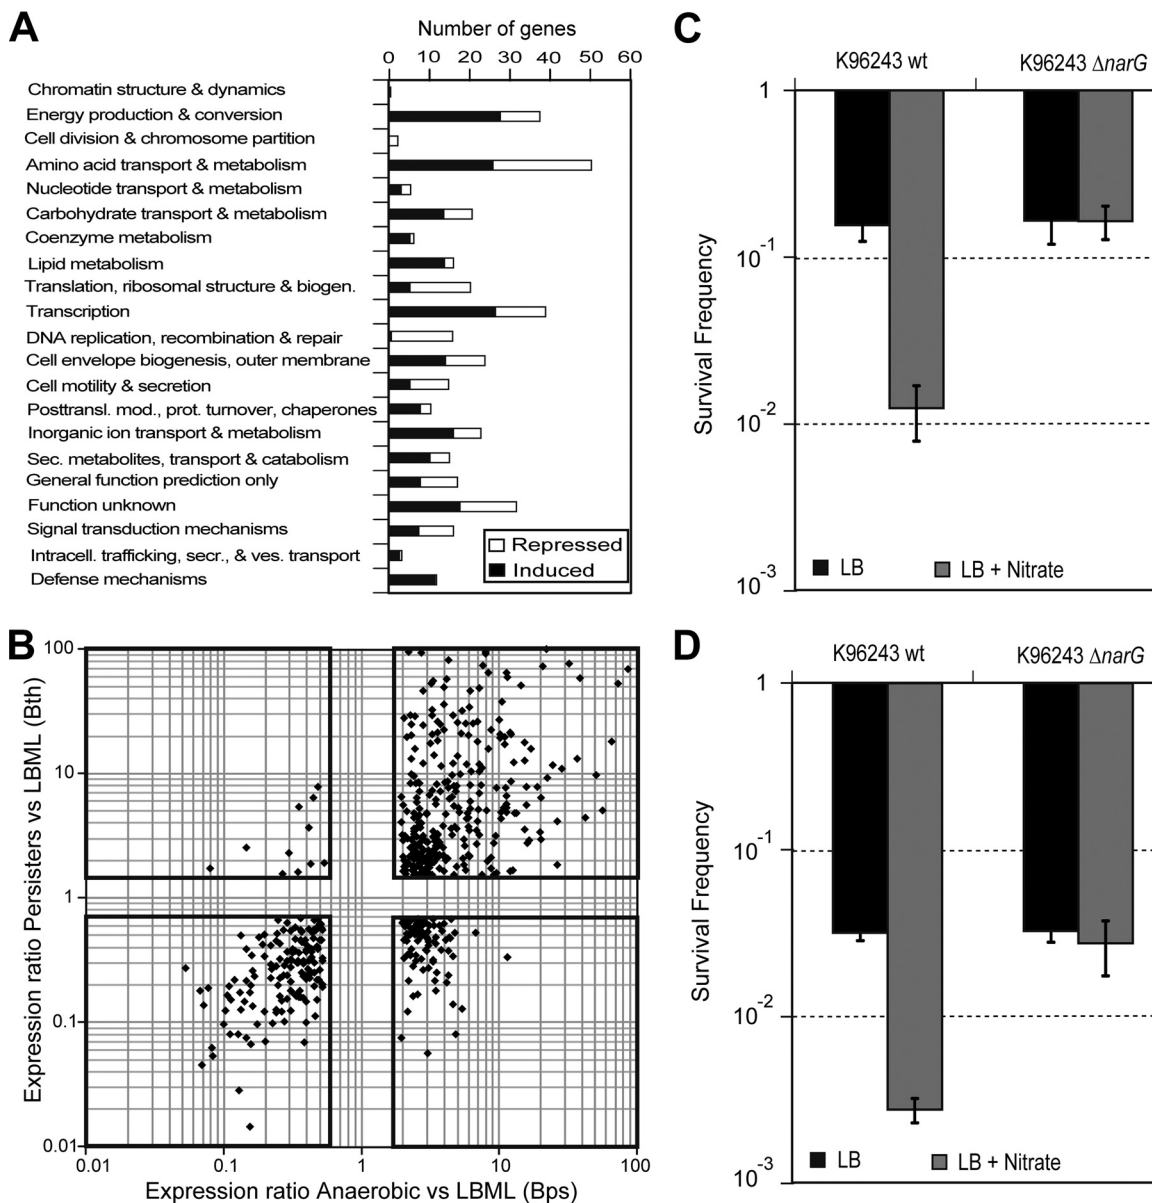 A
Number of genes
0 10 20 30 40 50 60
Chromatin structure & dynamics
Energy production & conversion
Cell division & chromosome partition
Amino acid transport & metabolism
Nucleotide transport & metabolism
Carbohydrate transport & metabolism
Coenzyme metabolism
Lipid metabolism
Translation, ribosomal structure & biogen.
Transcription
DNA replication, recombination & repair
Cell envelope biogenesis, outer membrane
Cell motility & secretion
Posttransl. mod., prot. turnover, chaperones
Inorganic ion transport & metabolism
Sec. metabolites, transport & catabolism
General function prediction only
Function unknown
Signal transduction mechanisms
Intracell. trafficking, secr., & ves. transport
Defense mechanisms
Repressed
Induced
B
Expression ratio Persisters vs LBML (Bth)
100
10
1
0.1
0.01
0.01 0.1 1 10 100
Expression ratio Anaerobic vs LBML (Bps)
C
K96243 wt K96243 ΔnarG
Survival Frequency
1
10⁻¹
10⁻²
10⁻³
LB LB + Nitrate
D
K96243 wt K96243 ΔnarG
Survival Frequency
1
10⁻¹
10⁻²
10⁻³
LB LB + Nitrate